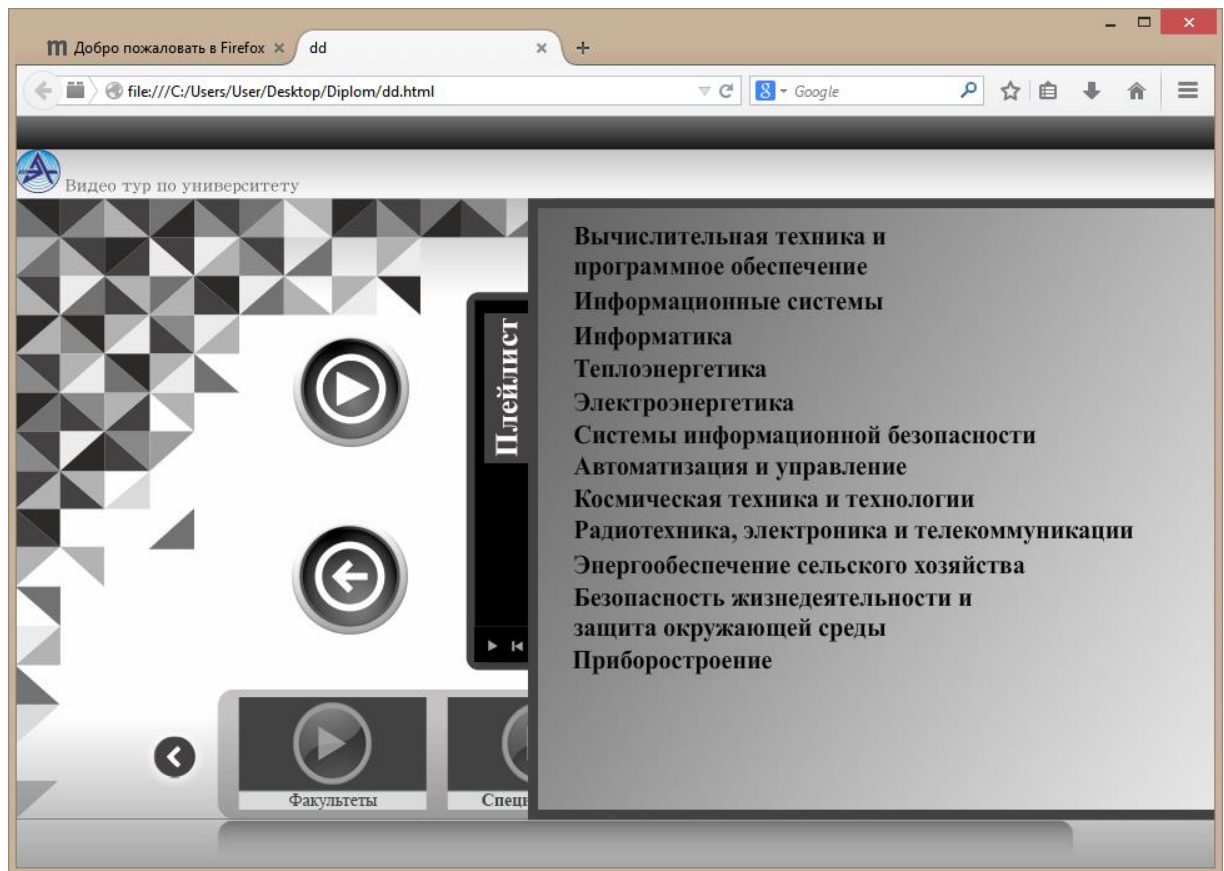 Добро пожаловать в Firefox
dd
file:///C:/Users/User/Desktop/Diplom/dd.html
Google
Видео тур по университету
Плейлист
Вычислительная техника и
программное обеспечение
Информационные системы
Информатика
Теплоэнергетика
Электроэнергетика
Системы информационной безопасности
Автоматизация и управление
Космическая техника и технологии
Радиотехника, электроника и телекоммуникации
Энергообеспечение сельского хозяйства
Безопасность жизнедеятельности и
защита окружающей среды
Приборостроение
Факультеты